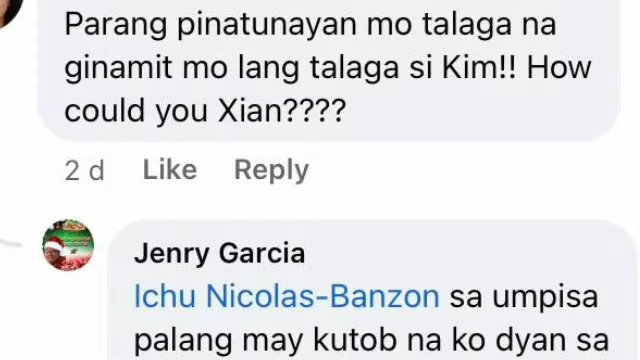 Parang pinatunayan mo talaga na
ginamit mo lang talaga si Kim!! How
could you Xian????
2 d Like Reply
Jenry Garcia
Ichu Nicolas-Banzon sa umpisa
palang may kutob na ko dyan sa